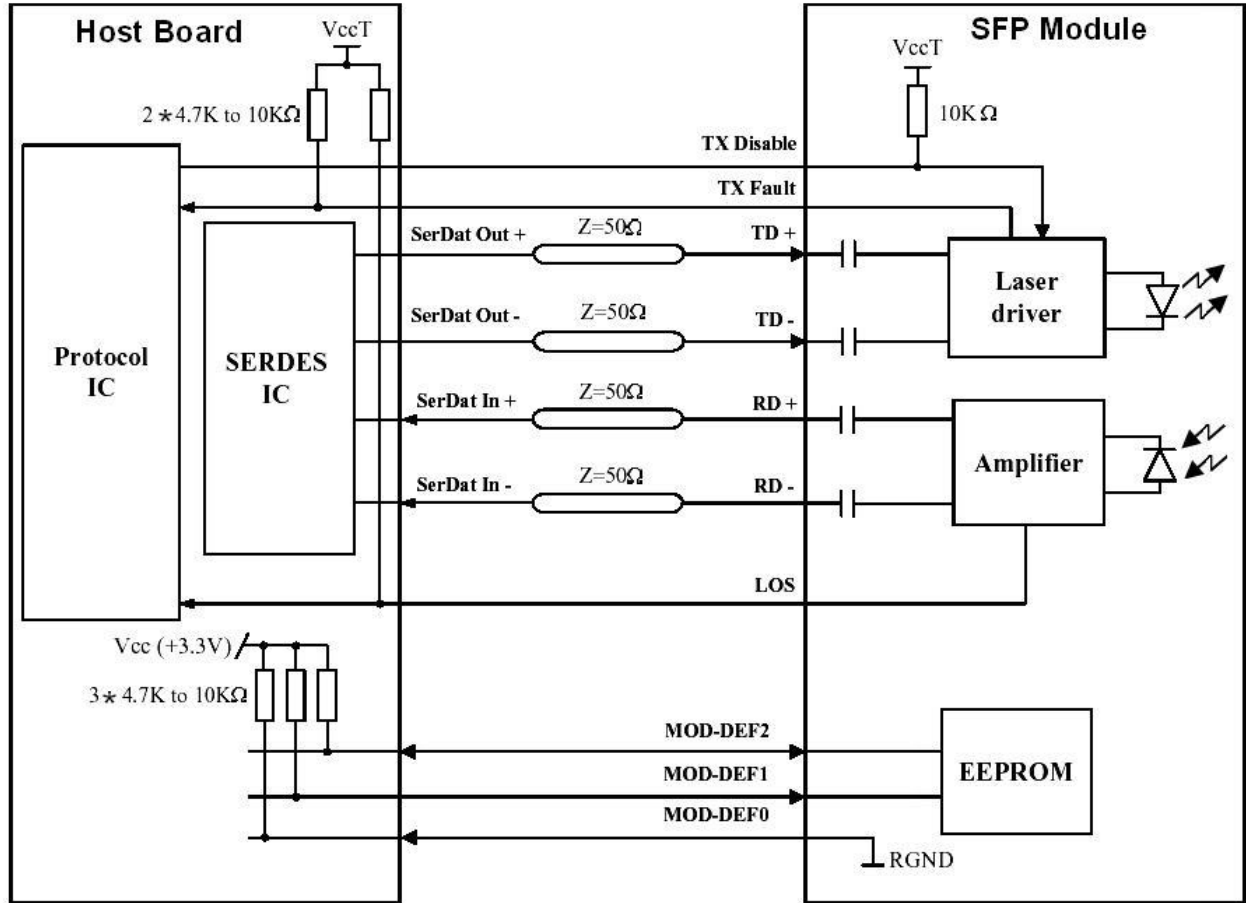 Host Board
SFP Module
VccT
VccT
2*4.7K to 10KΩ
10KΩ
TX Disable
TX Fault
SerDat Out +
Z=50Ω
TD +
Laser
driver
SerDat Out -
Z=50Ω
TD -
Protocol
IC
SERDES
IC
SerDat In +
Z=50Ω
RD +
Amplifier
SerDat In -
Z=50Ω
RD -
LOS
Vcc (+3.3V)
3* 4.7K to 10KΩ
MOD-DEF2
EEPROM
MOD-DEF1
MOD-DEF0
RGND